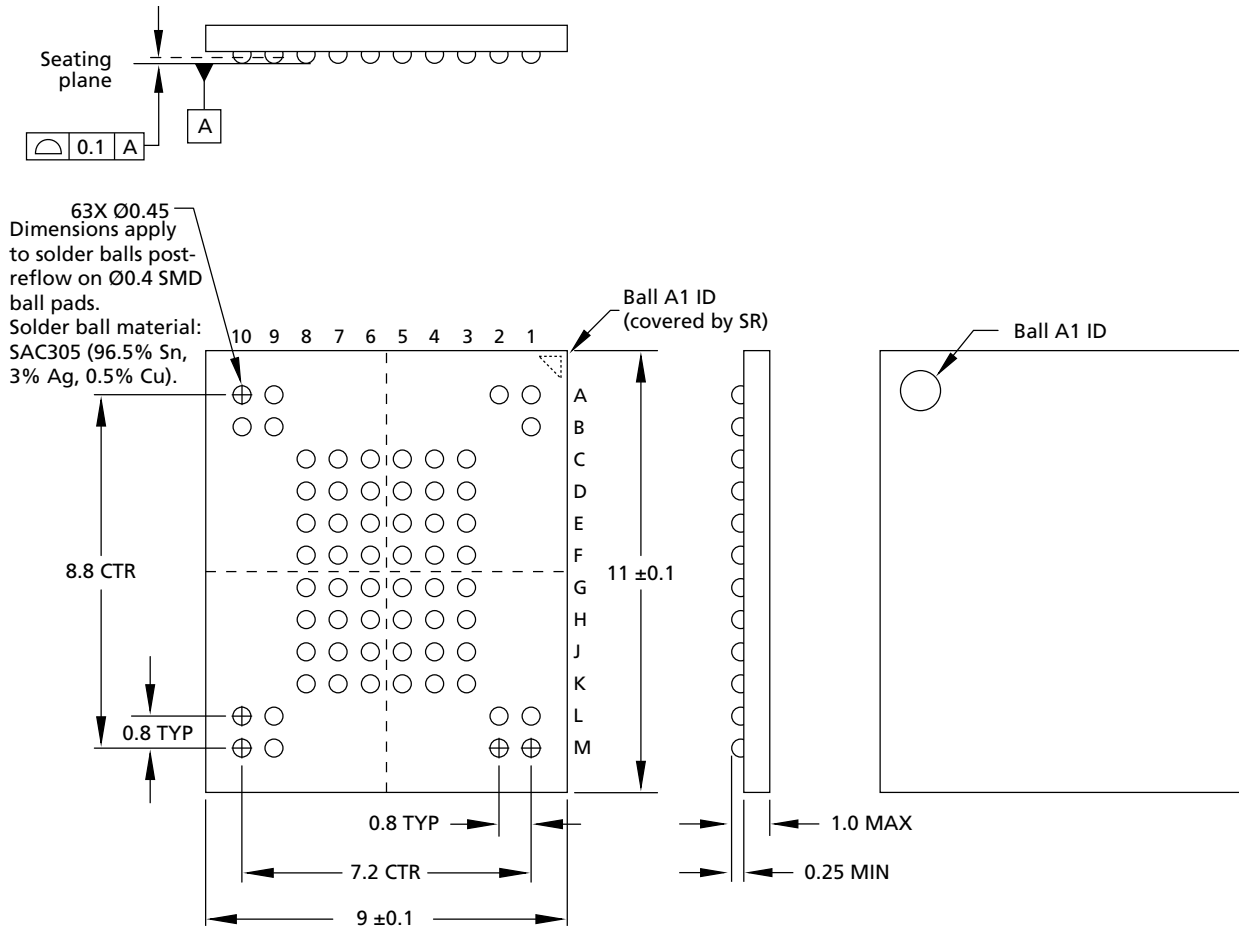 Seating
plane
A
0.1 A
63X Ø0.45
Dimensions apply
to solder balls post-
reflow on Ø0.4 SMD
ball pads.
Solder ball material:
SAC305 (96.5% Sn,
3% Ag, 0.5% Cu).
Ball A1 ID
(covered by SR)
Ball A1 ID
10 9 8 7 6 5 4 3 2 1
A
B
C
D
E
F
G
H
J
K
L
M
8.8 CTR
11 ±0.1
0.8 TYP
0.8 TYP
1.0 MAX
7.2 CTR
0.25 MIN
9 ±0.1